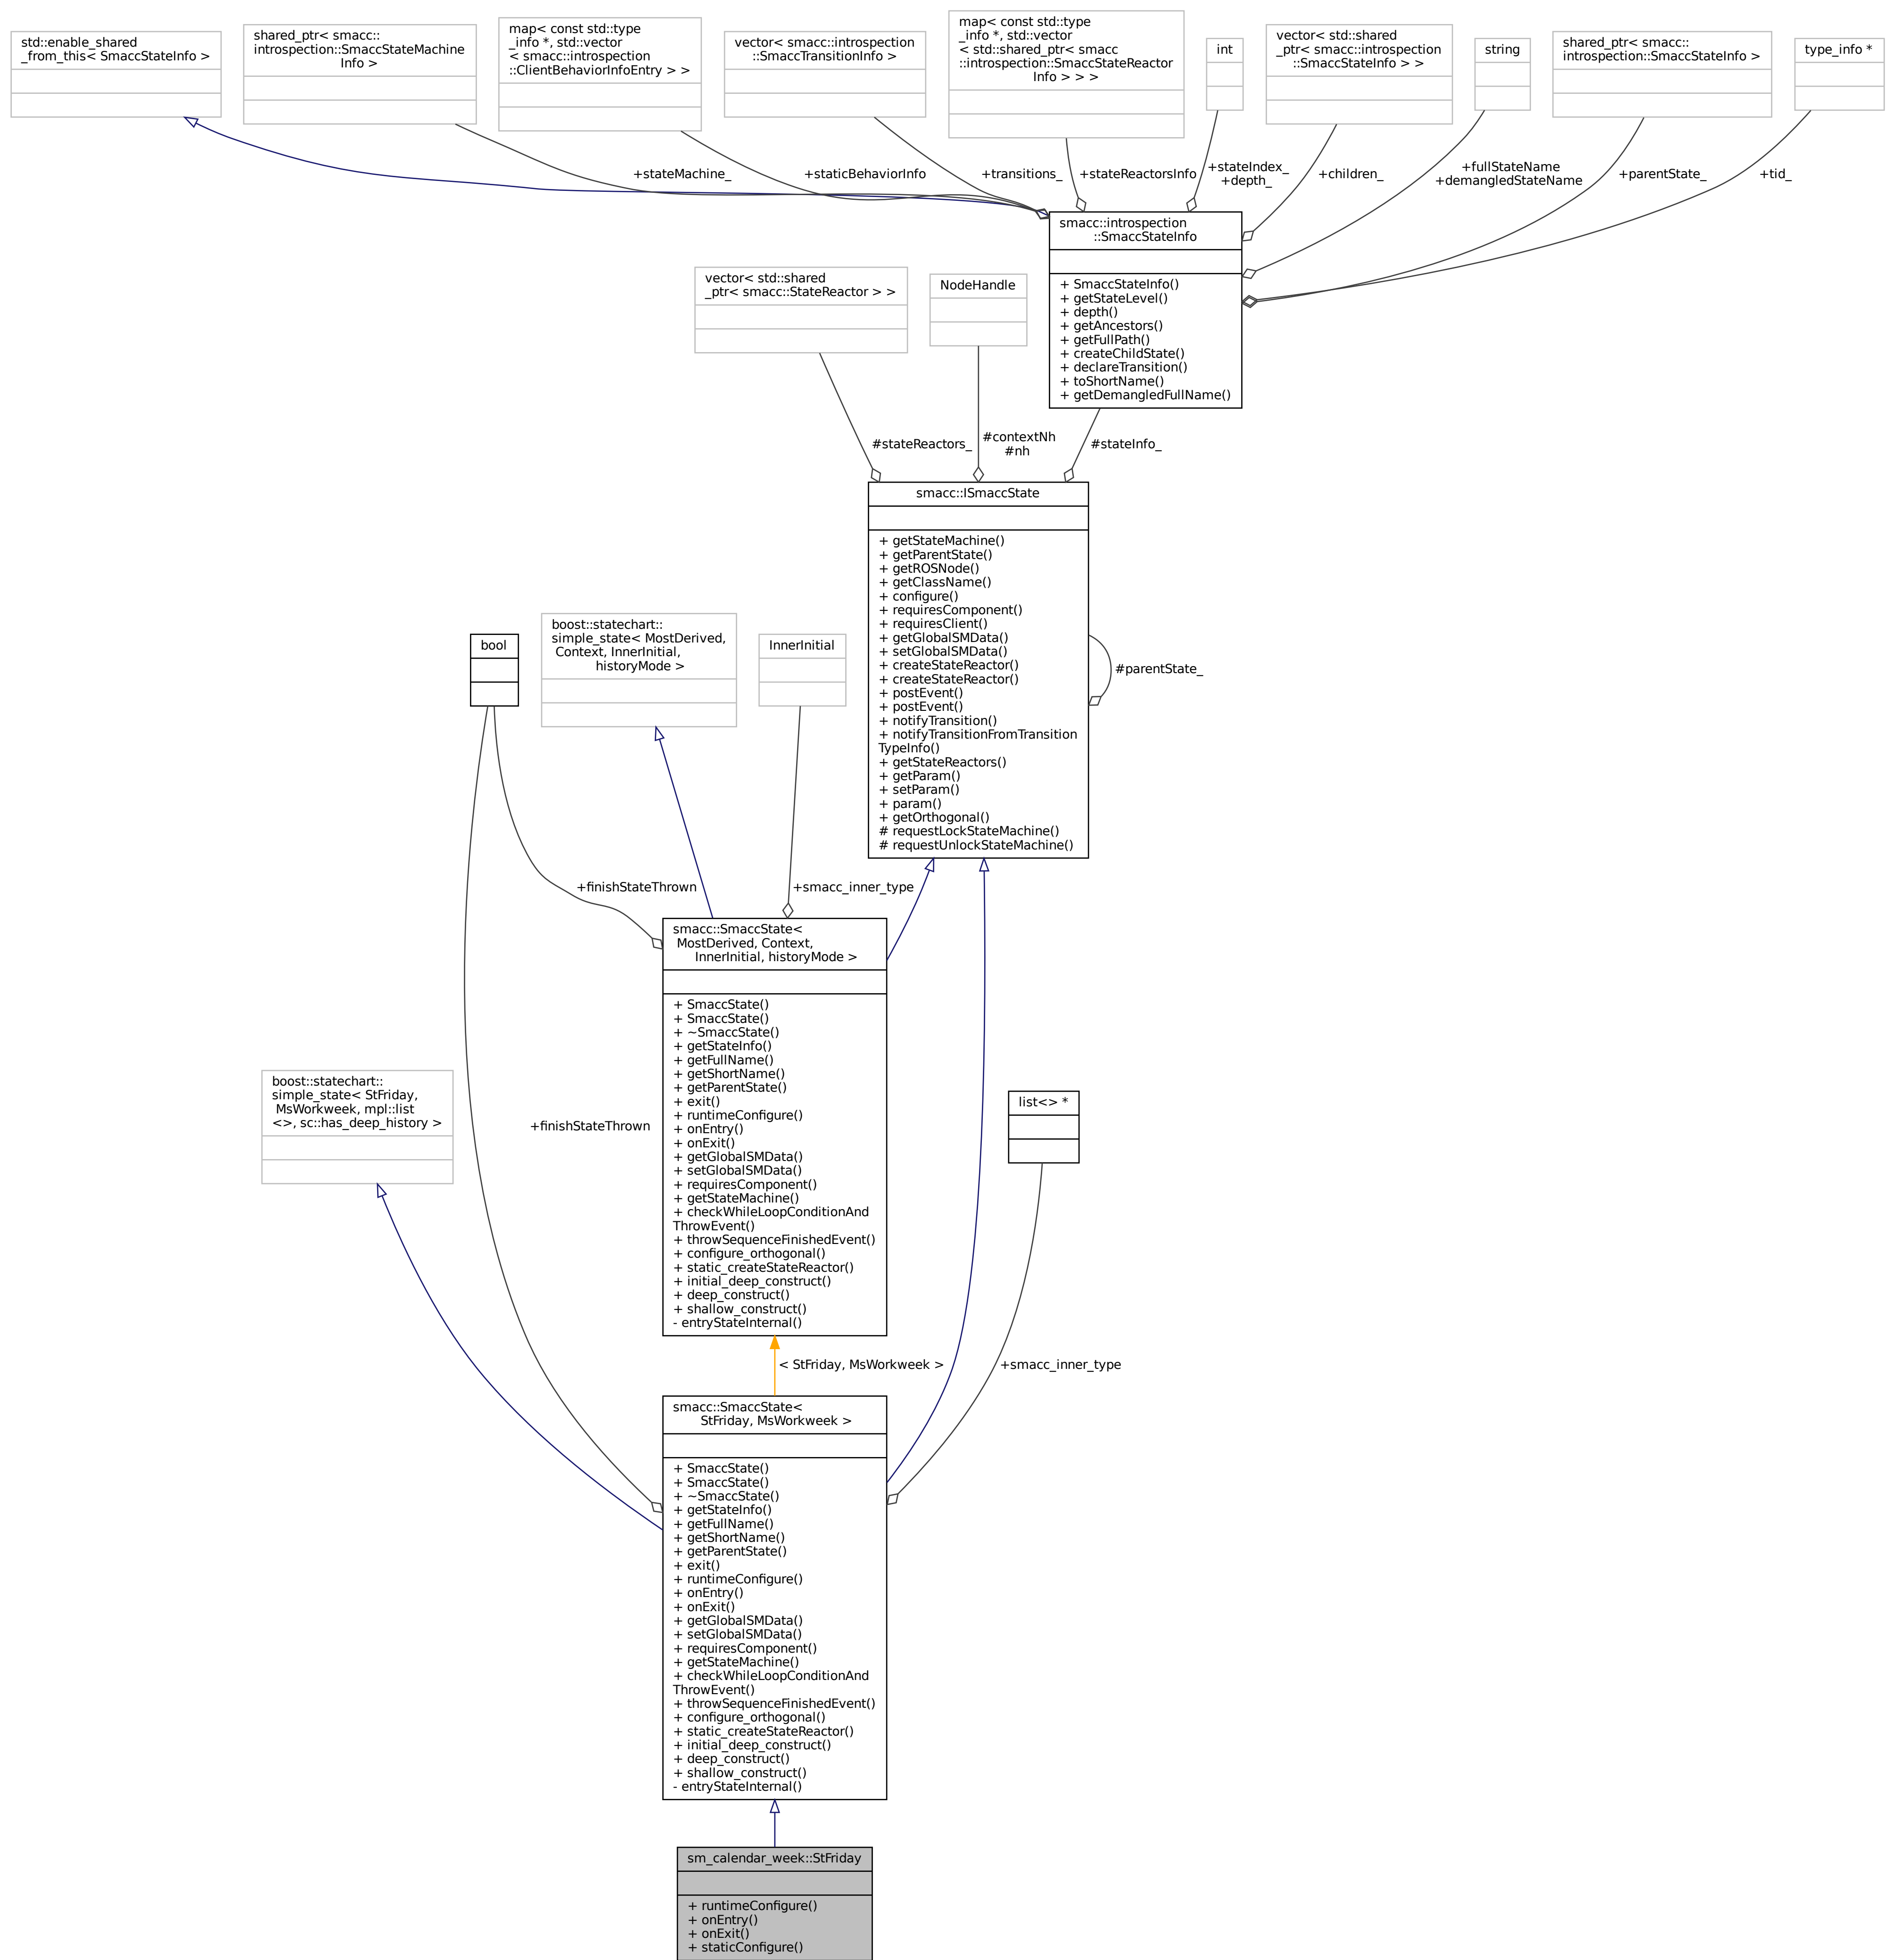 std::enable_shared
_from_this< SmaccStateInfo >
shared_ptr< smacc::
introspection::SmaccStateMachine
Info >
map< const std::type
_info *, std::vector
< smacc::introspection
::ClientBehaviorInfoEntry > >
vector< smacc::introspection
::SmaccTransitionInfo >
map< const std::type
_info *, std::vector
< std::shared_ptr< smacc
::introspection::SmaccStateReactor
Info > > >
int
vector< std::shared
_ptr< smacc::introspection
::SmaccStateInfo > >
string
shared_ptr< smacc::
introspection::SmaccStateInfo >
type_info *
+stateMachine_
+staticBehaviorInfo
+transitions_
+stateReactorsInfo
+stateIndex_
+depth_
+children_
+fullStateName
+demangledStateName
+parentState_
+tid_
smacc::introspection
::SmaccStateInfo
+ SmaccStateInfo()
+ getStateLevel()
+ depth()
+ getAncestors()
+ getFullPath()
+ createChildState()
+ declareTransition()
+ toShortName()
+ getDemangledFullName()
vector< std::shared
_ptr< smacc::StateReactor > >
NodeHandle
#stateReactors_
#contextNh
#nh
#stateInfo_
smacc::ISmaccState
+ getStateMachine()
+ getParentState()
+ getROSNode()
+ getClassName()
+ configure()
+ requiresComponent()
+ requiresClient()
+ getGlobalSMData()
+ setGlobalSMData()
+ createStateReactor()
+ createStateReactor()
+ postEvent()
+ postEvent()
+ notifyTransition()
+ notifyTransitionFromTransition
TypeInfo()
+ getStateReactors()
+ getParam()
+ setParam()
+ param()
+ getOrthogonal()
# requestLockStateMachine()
# requestUnlockStateMachine()
#parentState_
bool
boost::statechart::
simple_state< MostDerived,
Context, InnerInitial,
historyMode >
InnerInitial
+finishStateThrown
+smacc_inner_type
smacc::SmaccState<
MostDerived, Context,
InnerInitial, historyMode >
+ SmaccState()
+ SmaccState()
+ ~SmaccState()
+ getStateInfo()
+ getFullName()
+ getShortName()
+ getParentState()
+ exit()
+ runtimeConfigure()
+ onEntry()
+ onExit()
+ getGlobalSMData()
+ setGlobalSMData()
+ requiresComponent()
+ getStateMachine()
+ checkWhileLoopConditionAnd
ThrowEvent()
+ throwSequenceFinishedEvent()
+ configure_orthogonal()
+ static_createStateReactor()
+ initial_deep_construct()
+ deep_construct()
+ shallow_construct()
- entryStateInternal()
boost::statechart::
simple_state< StFriday,
MsWorkweek, mpl::list
<>, sc::has_deep_history >
+finishStateThrown
list<> *
< StFriday, MsWorkweek >
+smacc_inner_type
smacc::SmaccState<
StFriday, MsWorkweek >
+ SmaccState()
+ SmaccState()
+ ~SmaccState()
+ getStateInfo()
+ getFullName()
+ getShortName()
+ getParentState()
+ exit()
+ runtimeConfigure()
+ onEntry()
+ onExit()
+ getGlobalSMData()
+ setGlobalSMData()
+ requiresComponent()
+ getStateMachine()
+ checkWhileLoopConditionAnd
ThrowEvent()
+ throwSequenceFinishedEvent()
+ configure_orthogonal()
+ static_createStateReactor()
+ initial_deep_construct()
+ deep_construct()
+ shallow_construct()
- entryStateInternal()
sm_calendar_week::StFriday
+ runtimeConfigure()
+ onEntry()
+ onExit()
+ staticConfigure()